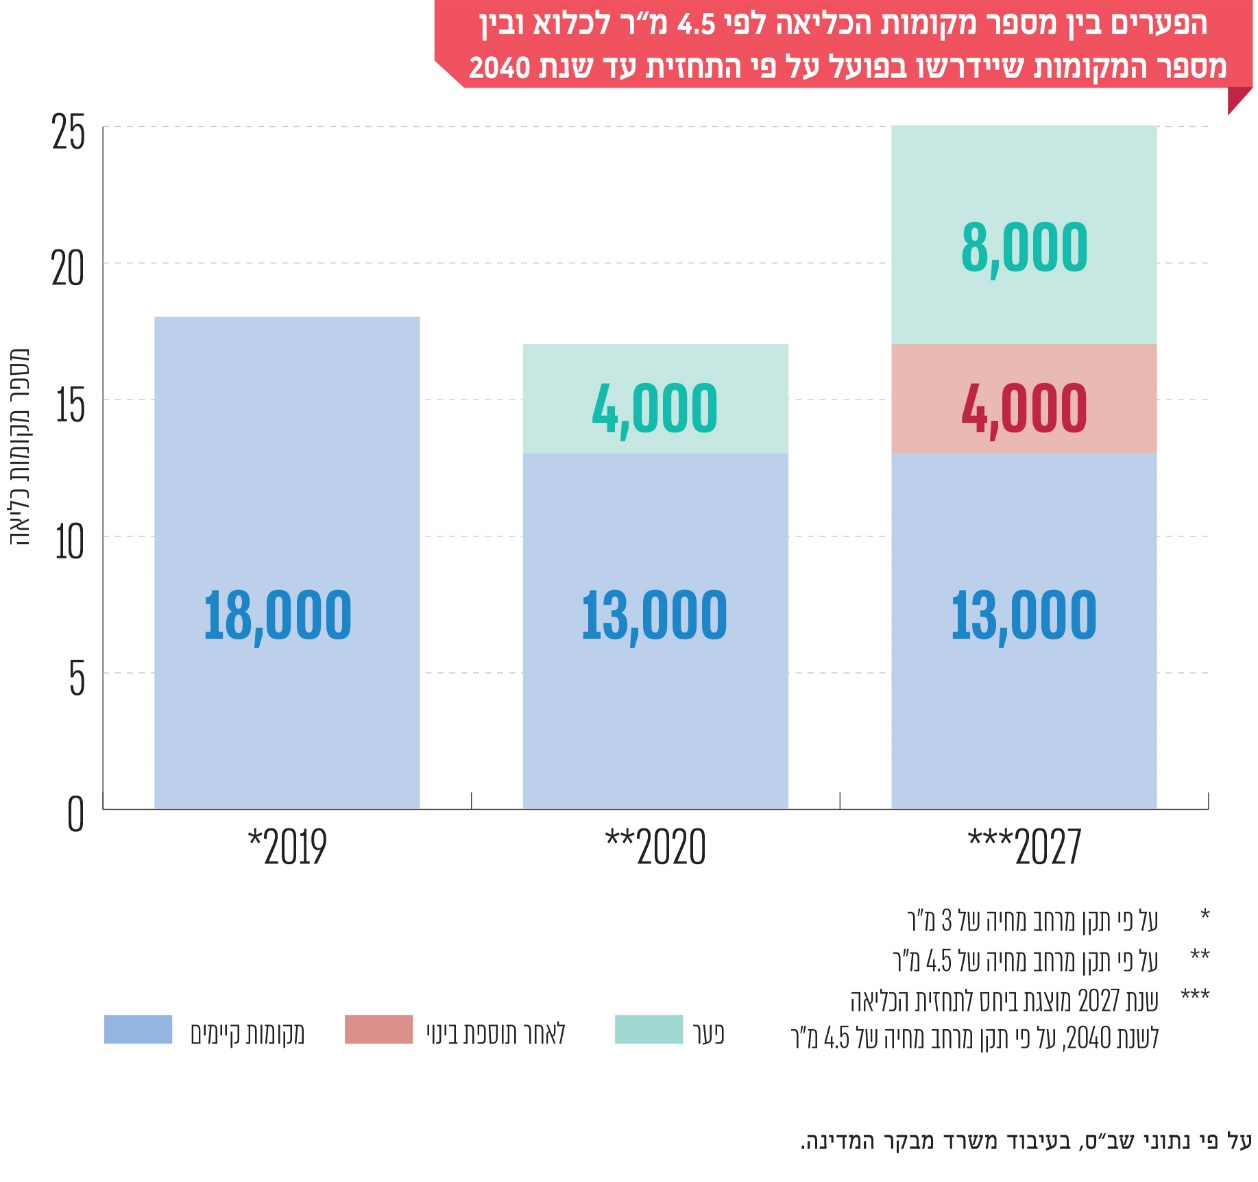 הפערים בין מספר מקומות הכליאה לפי 4.5 מ״ר לכלוא ובין
מספר המקומות שיידרשו בפועל על פי התחזית עד שנת 2040
מספר מקומות כליאה
25
20
15
10
5
0
18,000
4,000
13,000
8,000
4,000
13,000
*2019
**2020
***2027
* על פי תקן מרחב מחיה של 3 מ"ר
** על פי תקן מרחב מחיה של 4.5 מ"ר
*** שנת 2027 מוצגת ביחס לתחזית הכליאה
לשנת 2040, על פי תקן מרחב מחיה של 4.5 מ"ר
מקומות קיימים
לאחר תוספת בינוי
פער
על פי נתוני שב״ס, בעיבוד משרד מבקר המדינה.